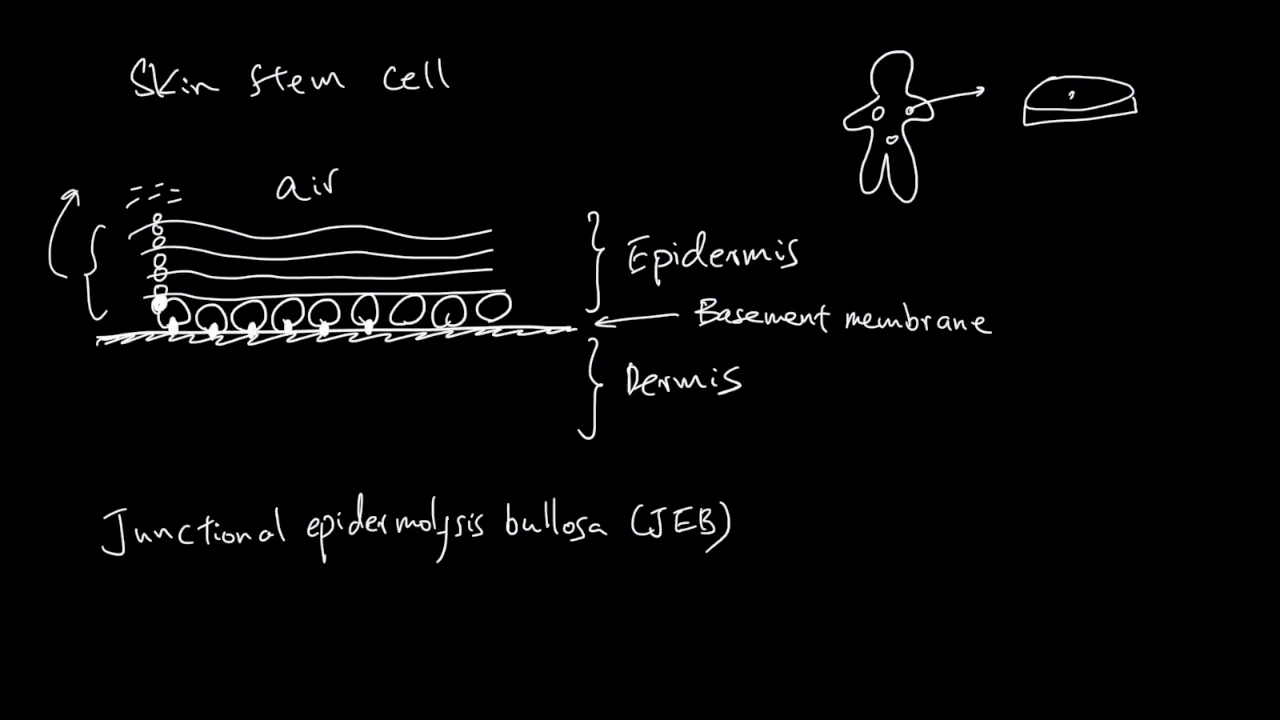 Skin stem cell
air
Epidermis
Basement membrane
Dermis
Junctional epidermolysis bullosa (JEB)